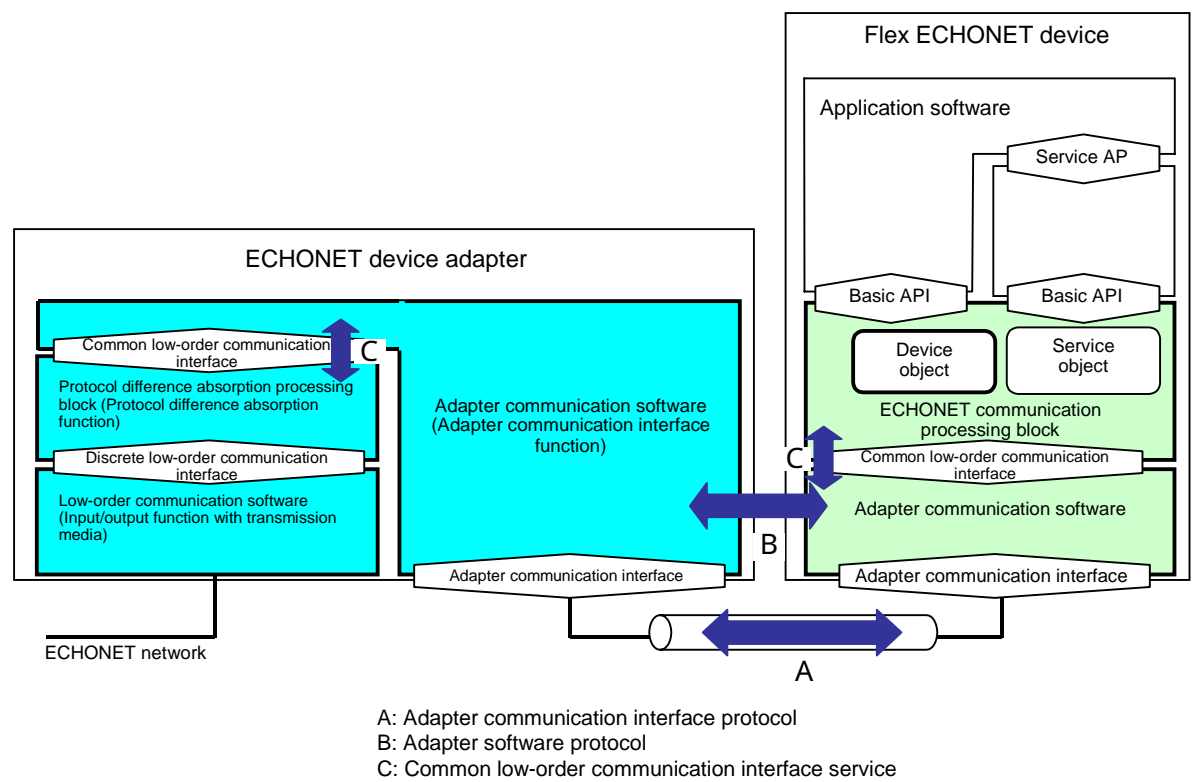 Flex ECHONET device
Application software
Service AP
Basic API
Basic API
Device
object
Service
object
ECHONET communication
processing block
C
Common low-order communication
interface
Adapter communication software
Adapter communication interface
ECHONET device adapter
Common low-order communication
interface
C
Protocol difference absorption processing
block (Protocol difference absorption
function)
Discrete low-order communication
interface
Low-order communication software
(Input/output function with transmission
media)
Adapter communication software
(Adapter communication interface
function)
B
Adapter communication interface
ECHONET network
A
A: Adapter communication interface protocol
B: Adapter software protocol
C: Common low-order communication interface service